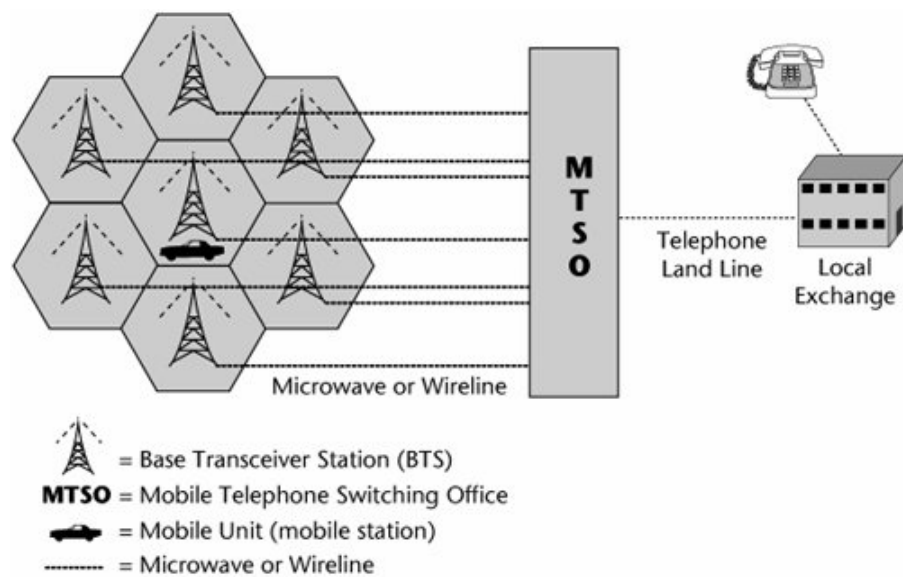 M
T
S
O
Telephone
Land Line
Local
Exchange
Microwave or Wireline
= Base Transceiver Station (BTS)
MTSO = Mobile Telephone Switching Office
= Mobile Unit (mobile station)
= Microwave or Wireline